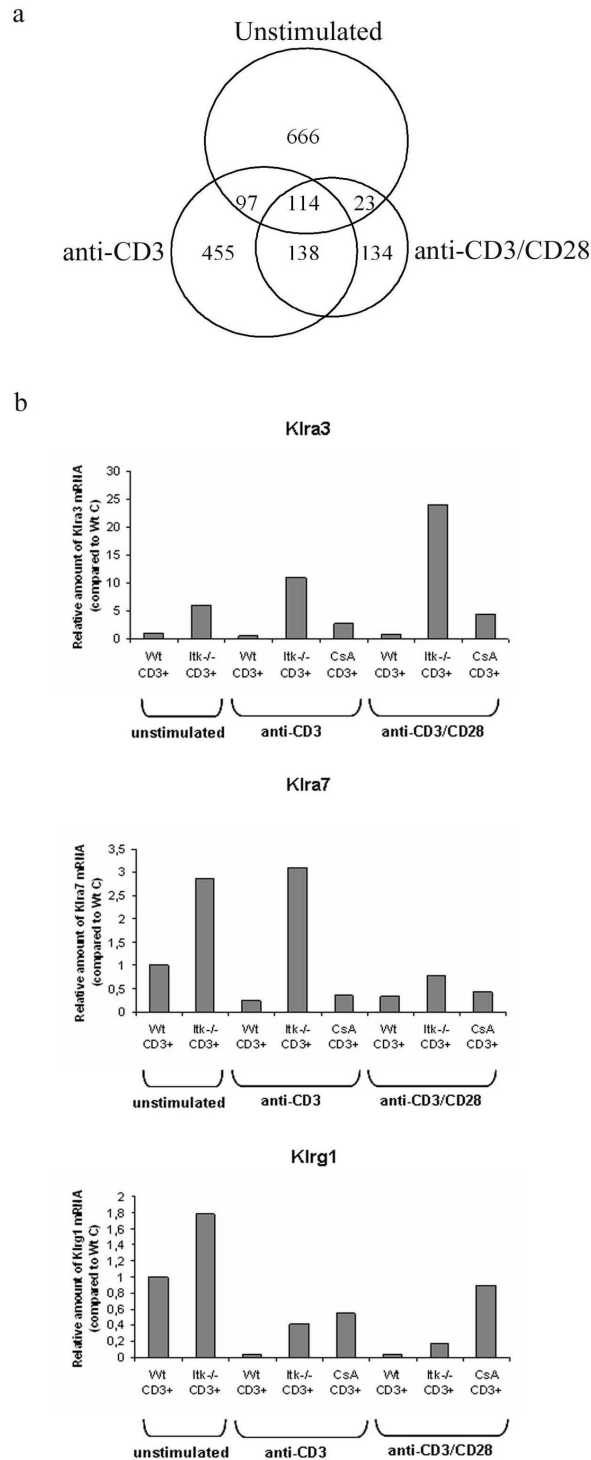 a
Unstimulated
666
97 114 23
anti-CD3 455 138 134 anti-CD3/CD28
b
Klra3
Relative amount of Klra3 mRNA
(compared to Wt C)
30
25
20
15
10
5
0
Wt Itk-/- Wt Itk-/- CsA Wt Itk-/- CsA
CD3+ CD3+ CD3+ CD3+ CD3+ CD3+ CD3+ CD3+
unstimulated anti-CD3 anti-CD3/CD28
Klra7
Relative amount of Klra7 mRNA
(compared to Wt C)
3,5
3
2,5
2
1,5
1
0,5
0
Wt Itk-/- Wt Itk-/- CsA Wt Itk-/- CsA
CD3+ CD3+ CD3+ CD3+ CD3+ CD3+ CD3+ CD3+
unstimulated anti-CD3 anti-CD3/CD28
Klrg1
Relative amount of Klrg1 mRNA
(compared to Wt C)
2
1,8
1,6
1,4
1,2
1
0,8
0,6
0,4
0,2
0
Wt Itk-/- Wt Itk-/- CsA Wt Itk-/- CsA
CD3+ CD3+ CD3+ CD3+ CD3+ CD3+ CD3+ CD3+
unstimulated anti-CD3 anti-CD3/CD28